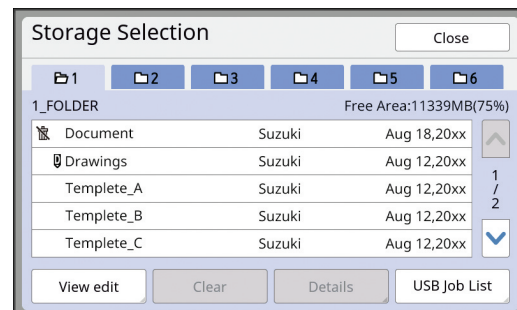 Storage Selection Close
1 2 3 4 5 6
1_FOLDER Free Area:11339MB(75%)
Document Suzuki Aug 18,20xx
Drawings Suzuki Aug 12,20xx
Templete_A Suzuki Aug 12,20xx
Templete_B Suzuki Aug 12,20xx
Templete_C Suzuki Aug 12,20xx
1
/
2
View edit Clear Details USB Job List